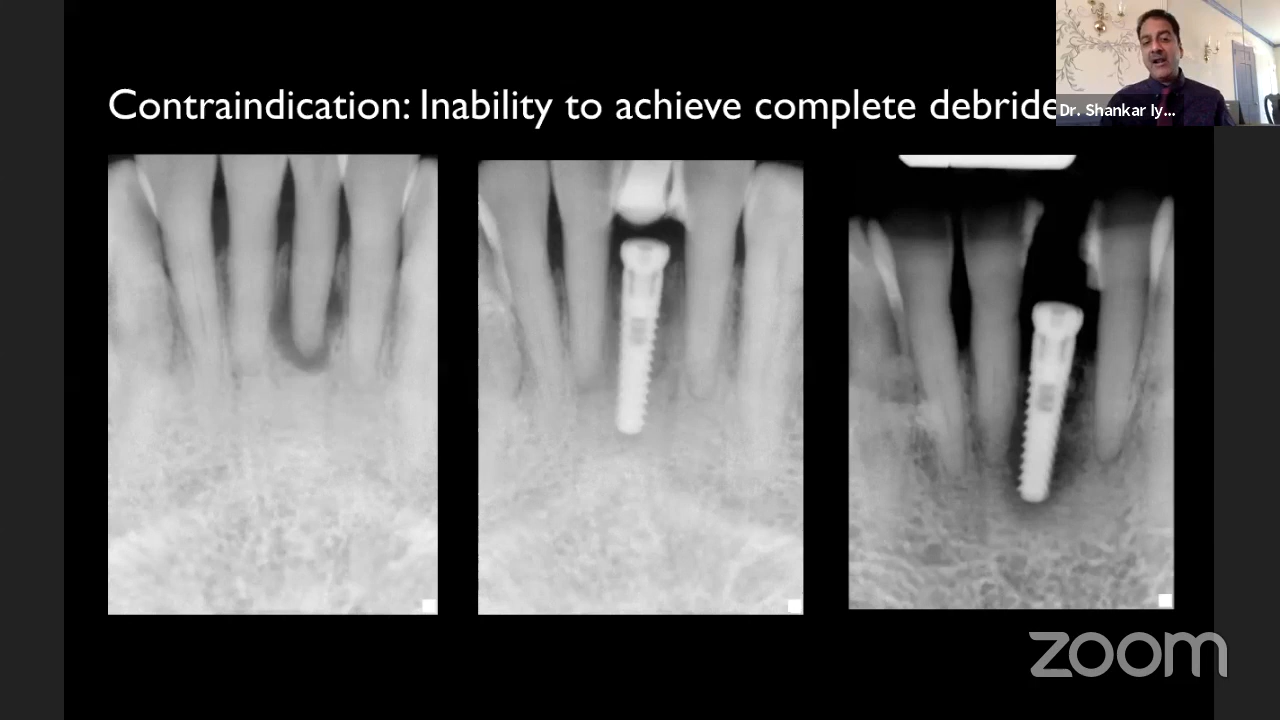 Contraindication: Inability to achieve complete debride
Dr. Shankar Iy...
zoom